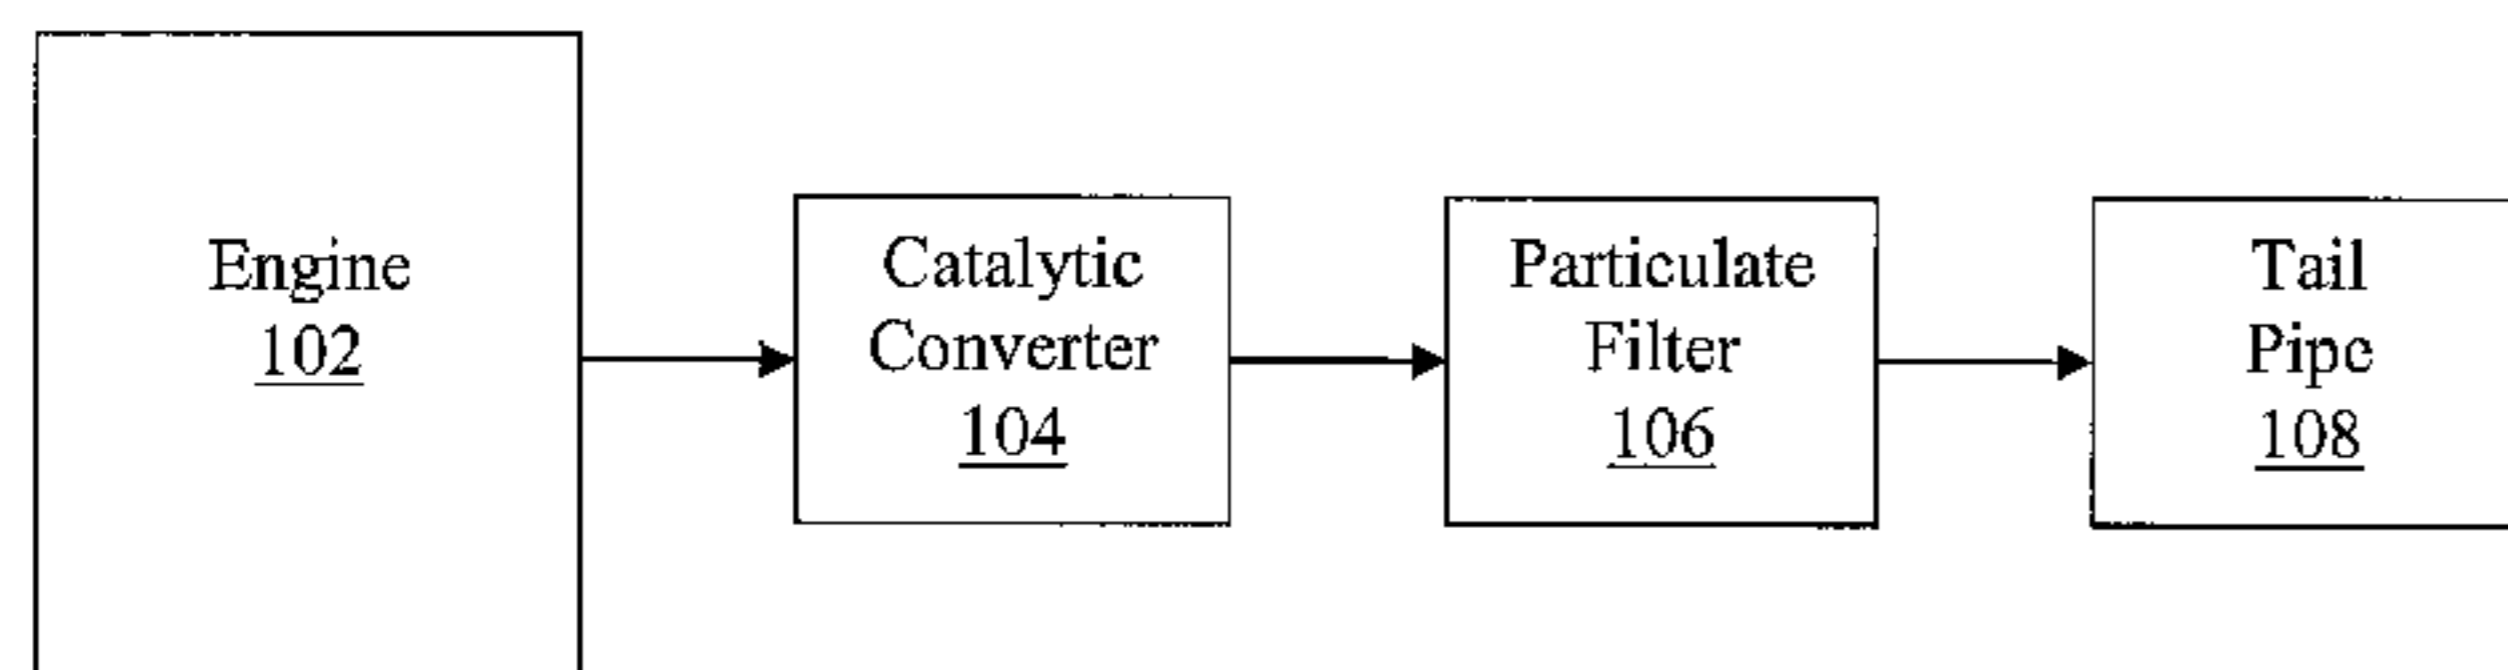 Engine
102
Catalytic
Converter
104
Particulate
Filter
106
Tail
Pipe
108